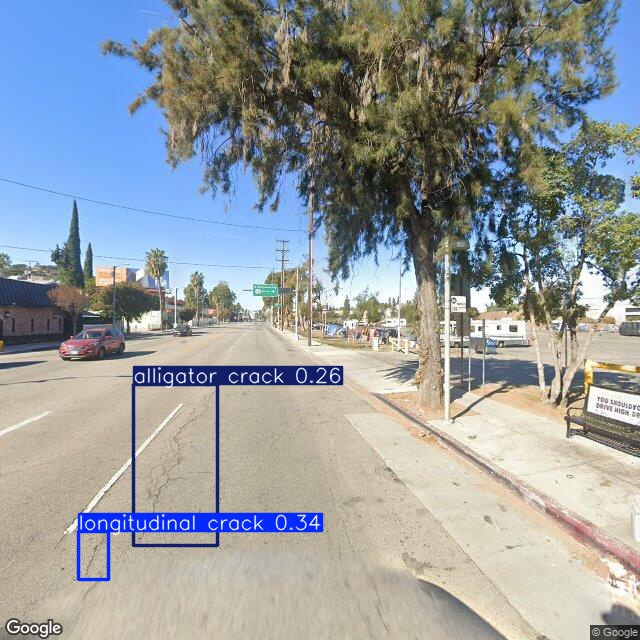 alligator crack 0.26
YOU SHOULD
DRIVE HIGH
longitudinal crack 0.34
Google
© Google